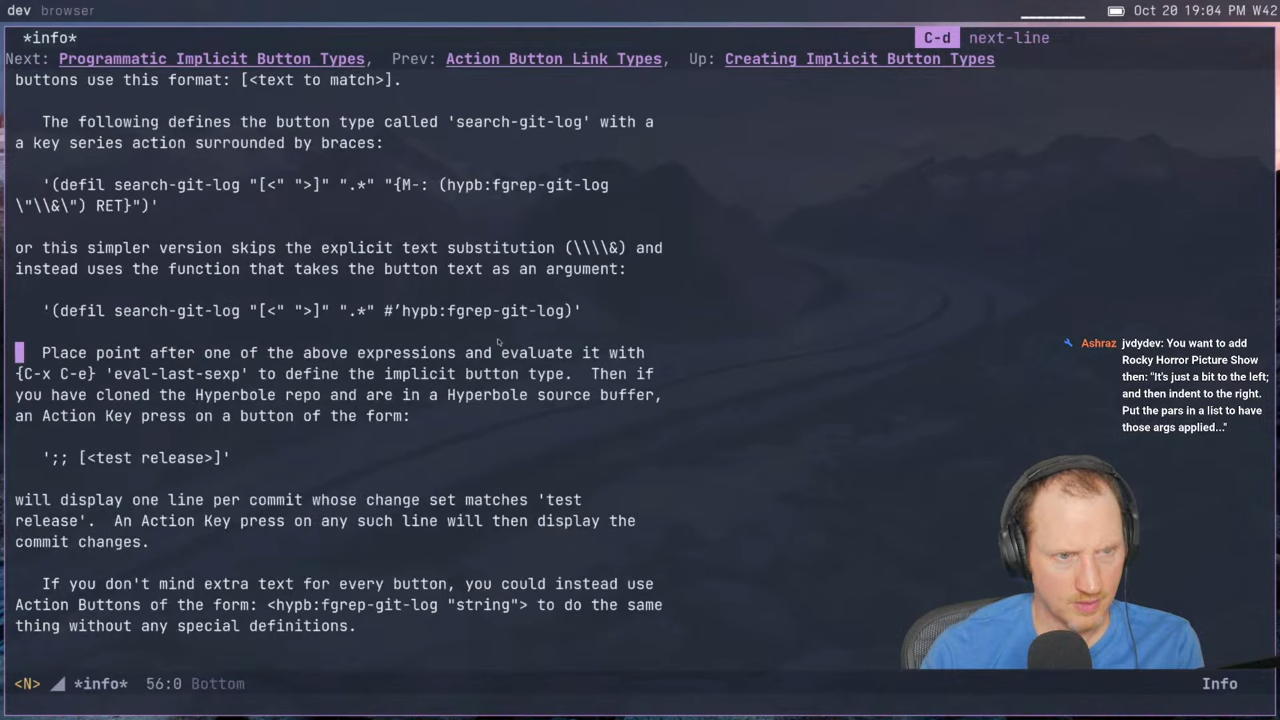 dev browser
Oct 20 19:04 PM W42
*info*
C-d next-line
Next: Programmatic Implicit Button Types, Prev: Action Button Link Types, Up: Creating Implicit Button Types
buttons use this format: [<text to match>].
The following defines the button type called 'search-git-log' with a
a key series action surrounded by braces:
'(defil search-git-log "[<" ">]" ".*" "{M-: (hypb:fgrep-git-log
\"\\&\") RET}")'
or this simpler version skips the explicit text substitution (\\\\&) and
instead uses the function that takes the button text as an argument:
'(defil search-git-log "[<" ">]" ".*" #’hypb:fgrep-git-log)'
Place point after one of the above expressions and evaluate it with
{C-x C-e} 'eval-last-sexp' to define the implicit button type. Then if
you have cloned the Hyperbole repo and are in a Hyperbole source buffer,
an Action Key press on a button of the form:
';; [<test release>]'
will display one line per commit whose change set matches 'test
release'. An Action Key press on any such line will then display the
commit changes.
If you don't mind extra text for every button, you could instead use
Action Buttons of the form: <hypb:fgrep-git-log "string"> to do the same
thing without any special definitions.
Ashraz jvdydev: You want to add
Rocky Horror Picture Show
then: "It's just a bit to the left;
and then indent to the right.
Put the pars in a list to have
those args applied..."
<N> *info* 56:0 Bottom
Info